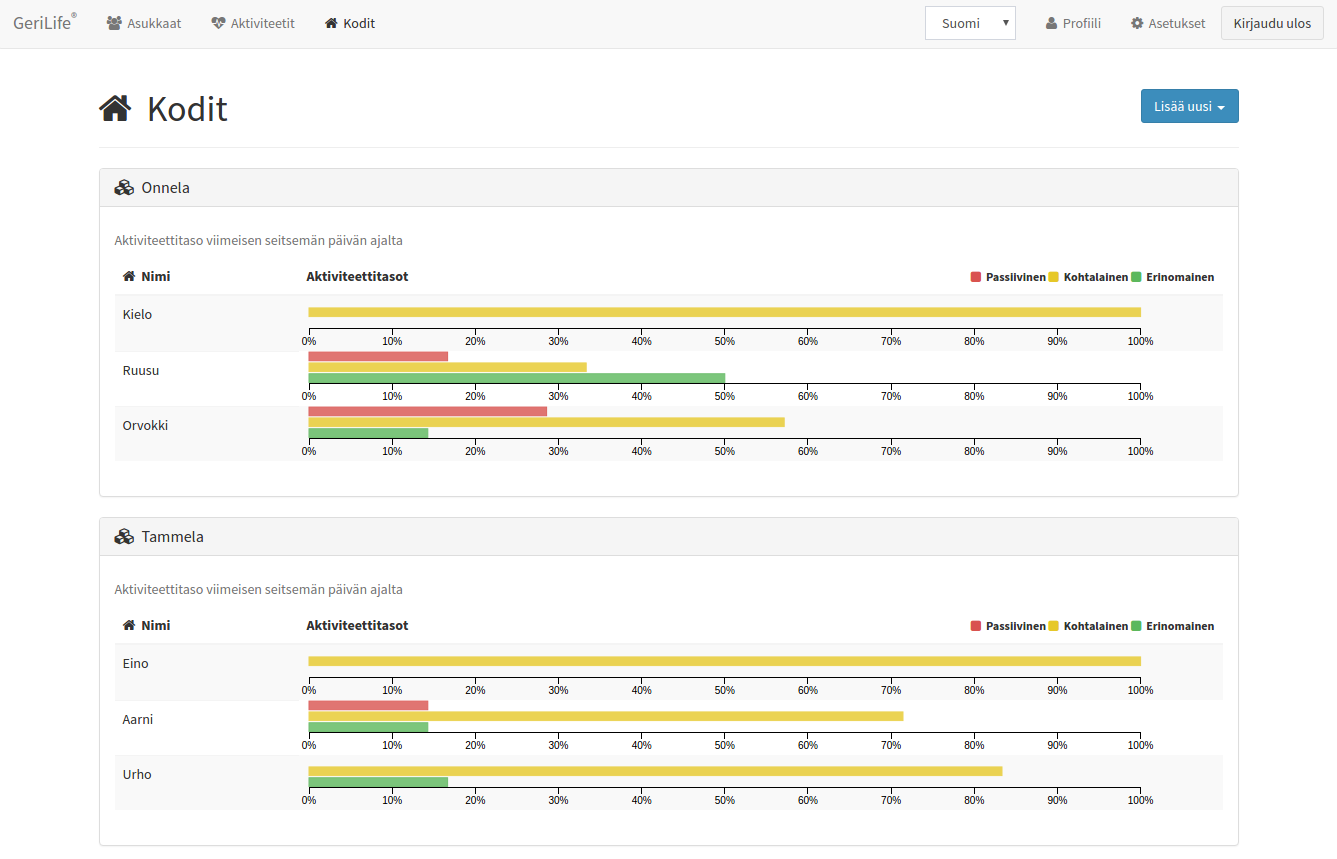 GeriLife® Asukkaat Aktiviteetit Kodit Suomi Profiili Asetukset Kirjaudu ulos
Kodit Lisää uusi
Onnela
Aktiviteettitaso viimeisen seitsemän päivän ajalta
Nimi Aktiviteettitasot Passiivinen Kohtalainen Erinomainen
Kielo
0% 10% 20% 30% 40% 50% 60% 70% 80% 90% 100%
Ruusu
0% 10% 20% 30% 40% 50% 60% 70% 80% 90% 100%
Orvokki
0% 10% 20% 30% 40% 50% 60% 70% 80% 90% 100%
Tammela
Aktiviteettitaso viimeisen seitsemän päivän ajalta
Nimi Aktiviteettitasot Passiivinen Kohtalainen Erinomainen
Eino
0% 10% 20% 30% 40% 50% 60% 70% 80% 90% 100%
Aarni
0% 10% 20% 30% 40% 50% 60% 70% 80% 90% 100%
Urho
0% 10% 20% 30% 40% 50% 60% 70% 80% 90% 100%